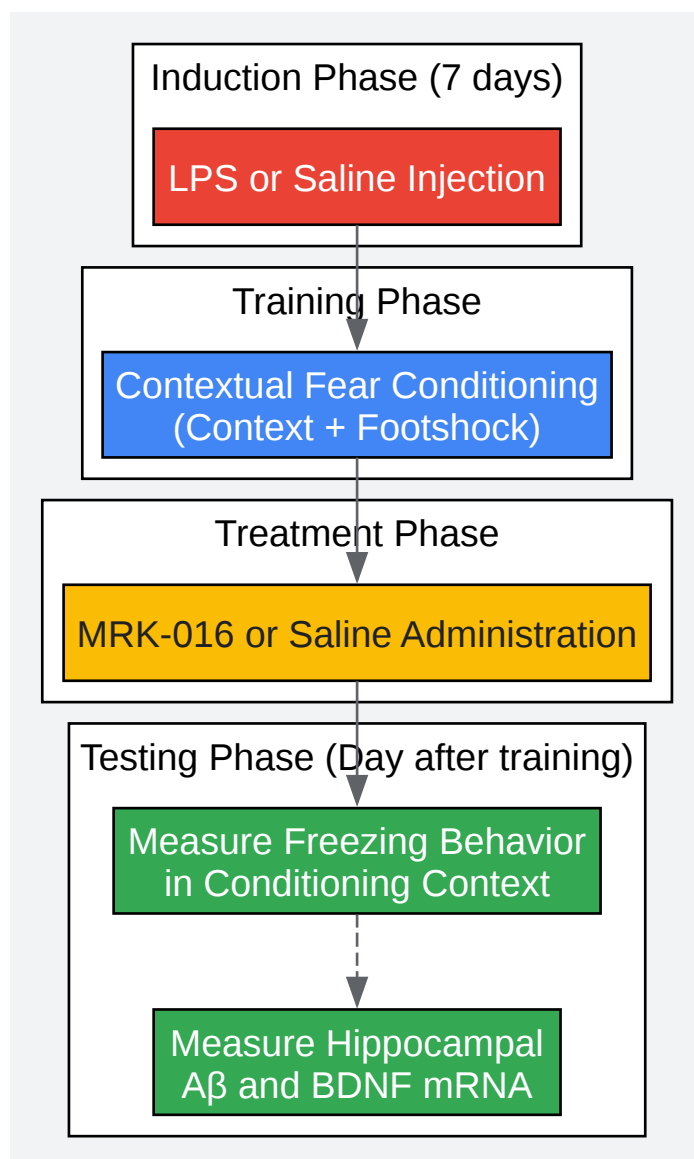 Induction Phase (7 days)
LPS or Saline Injection
Training Phase
Contextual Fear Conditioning
(Context + Footshock)
Treatment Phase
MRK-016 or Saline Administration
Testing Phase (Day after training)
Measure Freezing Behavior
in Conditioning Context
Measure Hippocampal
Aβ and BDNF mRNA